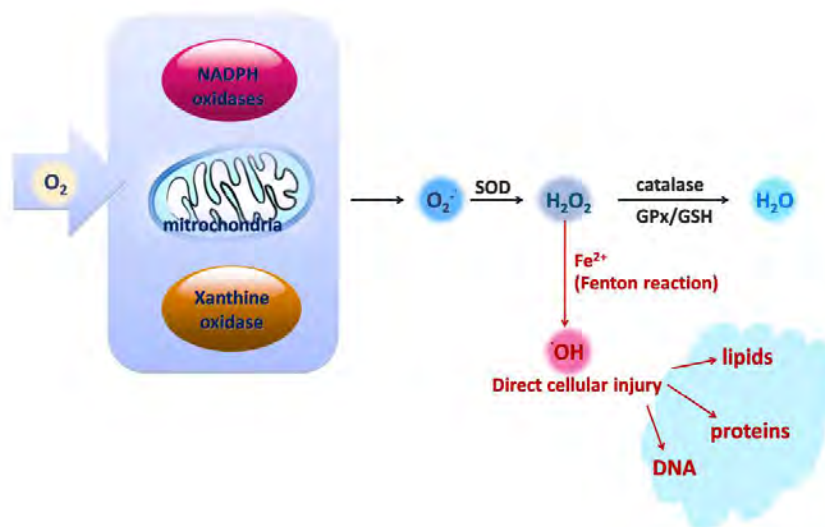 NADPH
oxidases
O₂
mitrochondria
Xanthine
oxidase
O₂⁻˙
SOD
H₂O₂
catalase
GPx/GSH
H₂O
Fe²⁺
(Fenton reaction)
˙OH
Direct cellular injury
lipids
proteins
DNA